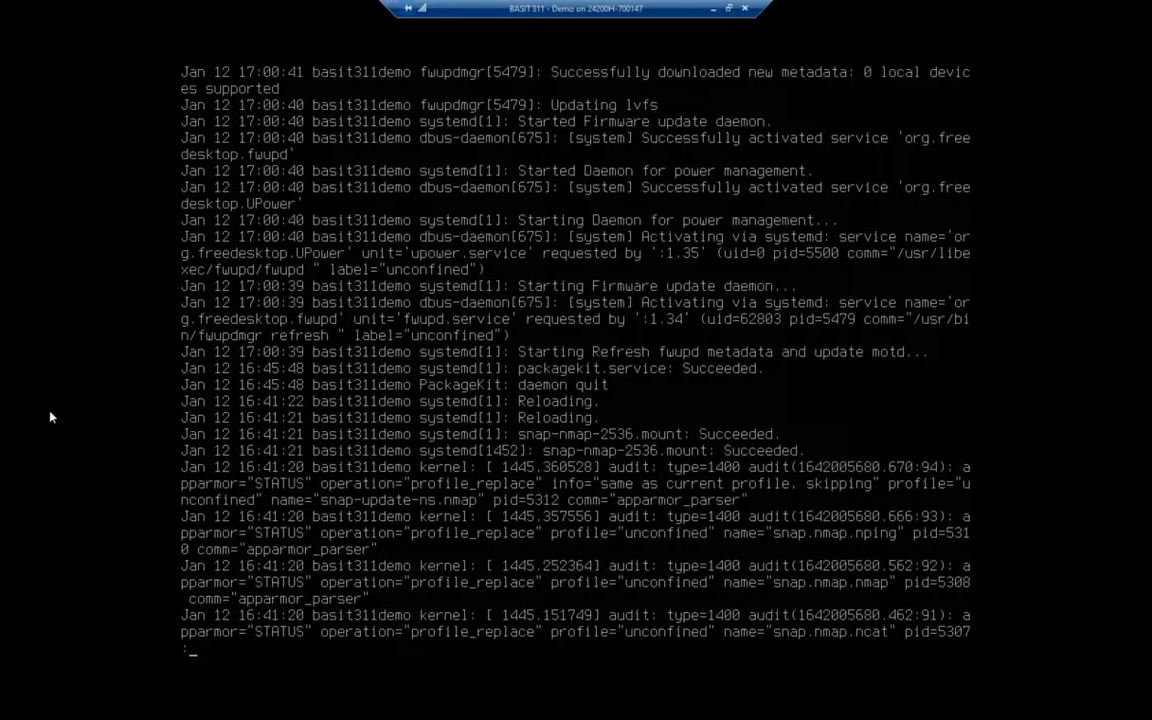 BASIT 311 - Demo on 24200H-700147
Jan 12 17:00:41 basit311demo fwupdmgr[5479]: Successfully downloaded new metadata: 0 local devic
es supported
Jan 12 17:00:40 basit311demo fwupdmgr[5479]: Updating lvfs
Jan 12 17:00:40 basit311demo systemd[1]: Started Firmware update daemon.
Jan 12 17:00:40 basit311demo dbus-daemon[675]: [system] Successfully activated service 'org.free
desktop.fwupd'
Jan 12 17:00:40 basit311demo systemd[1]: Started Daemon for power management.
Jan 12 17:00:40 basit311demo dbus-daemon[675]: [system] Successfully activated service 'org.free
desktop.UPower'
Jan 12 17:00:40 basit311demo systemd[1]: Starting Daemon for power management...
Jan 12 17:00:40 basit311demo dbus-daemon[675]: [system] Activating via systemd: service name='or
g.freedesktop.UPower' unit='upower.service' requested by ':1.35' (uid=0 pid=5500 comm="/usr/libe
xec/fwupd/fwupd " label="unconfined")
Jan 12 17:00:39 basit311demo systemd[1]: Starting Firmware update daemon...
Jan 12 17:00:39 basit311demo dbus-daemon[675]: [system] Activating via systemd: service name='or
g.freedesktop.fwupd' unit='fwupd.service' requested by ':1.34' (uid=62803 pid=5479 comm="/usr/bi
n/fwupdmgr refresh " label="unconfined")
Jan 12 17:00:39 basit311demo systemd[1]: Starting Refresh fwupd metadata and update motd...
Jan 12 16:45:48 basit311demo systemd[1]: packagekit.service: Succeeded.
Jan 12 16:45:48 basit311demo PackageKit: daemon quit
Jan 12 16:41:22 basit311demo systemd[1]: Reloading.
Jan 12 16:41:21 basit311demo systemd[1]: Reloading.
Jan 12 16:41:21 basit311demo systemd[1]: snap-nmap-2536.mount: Succeeded.
Jan 12 16:41:21 basit311demo systemd[1452]: snap-nmap-2536.mount: Succeeded.
Jan 12 16:41:20 basit311demo kernel: [ 1445.360528] audit: type=1400 audit(1642005680.670:94): a
pparmor="STATUS" operation="profile_replace" info="same as current profile, skipping" profile="u
nconfined" name="snap-update-ns.nmap" pid=5312 comm="apparmor_parser"
Jan 12 16:41:20 basit311demo kernel: [ 1445.357556] audit: type=1400 audit(1642005680.666:93): a
pparmor="STATUS" operation="profile_replace" profile="unconfined" name="snap.nmap.nping" pid=531
0 comm="apparmor_parser"
Jan 12 16:41:20 basit311demo kernel: [ 1445.252364] audit: type=1400 audit(1642005680.562:92): a
pparmor="STATUS" operation="profile_replace" profile="unconfined" name="snap.nmap.nmap" pid=5308
 comm="apparmor_parser"
Jan 12 16:41:20 basit311demo kernel: [ 1445.151749] audit: type=1400 audit(1642005680.462:91): a
pparmor="STATUS" operation="profile_replace" profile="unconfined" name="snap.nmap.ncat" pid=5307
:_